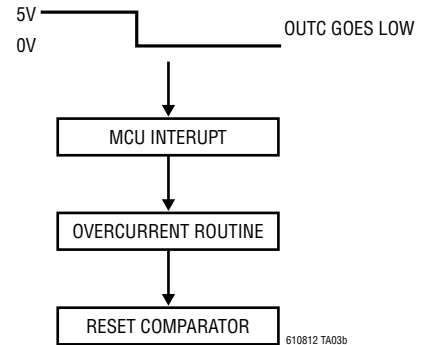 5V
0V
OUTC GOES LOW
MCU INTERUPT
OVERCURRENT ROUTINE
RESET COMPARATOR
610812 TA03b